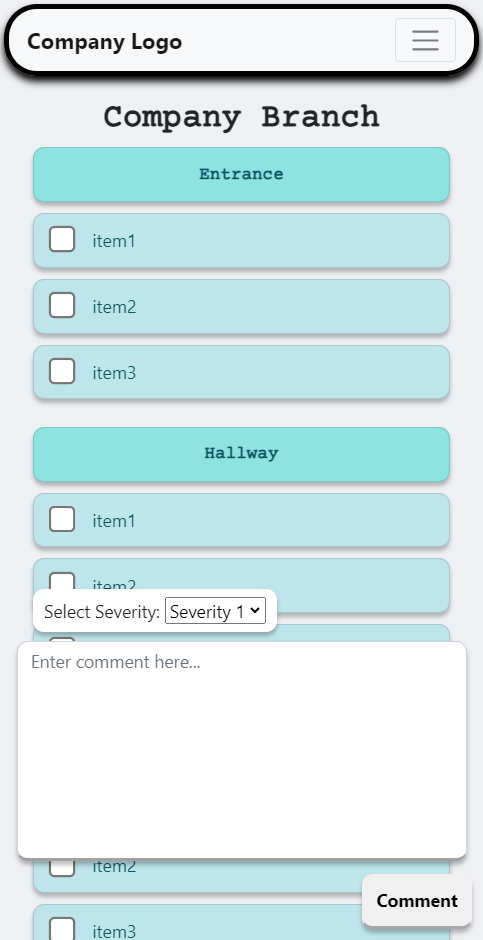 Company Logo
Company Branch
Entrance
item1
item2
item3
Hallway
item1
item2
Select Severity: Severity 1
Enter comment here...
item2
Comment
item3